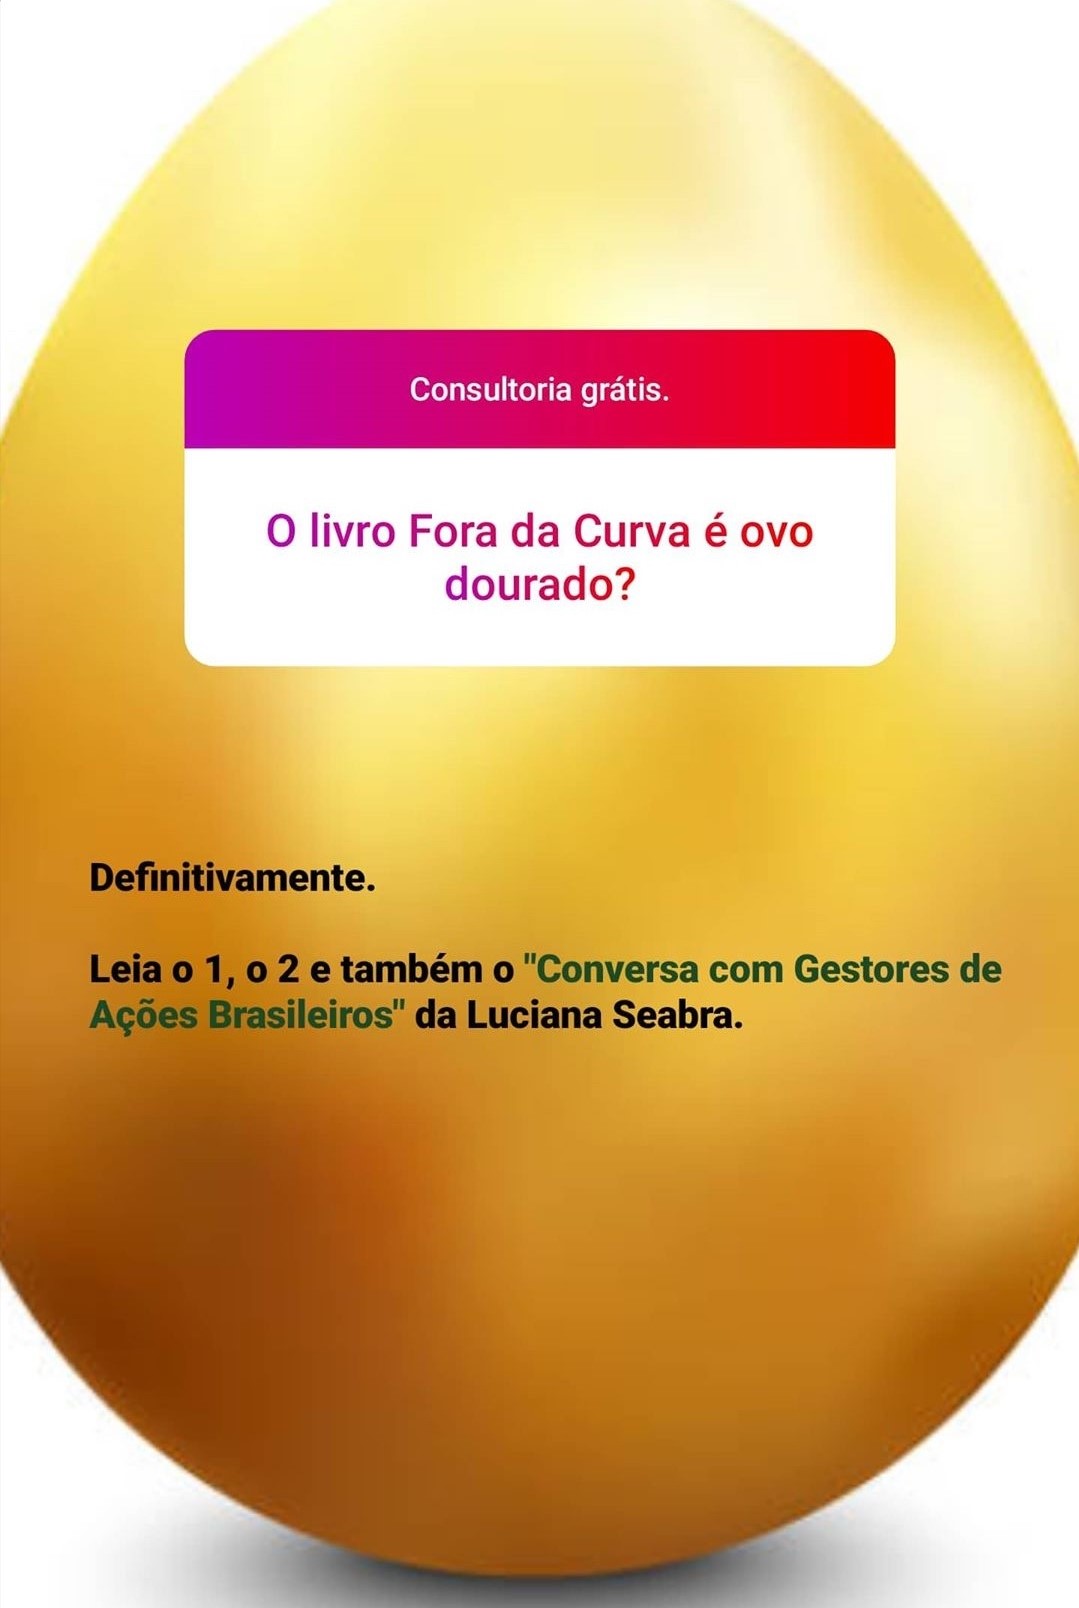 Consultoria grátis.
O livro Fora da Curva é ovo
dourado?
Definitivamente.
Leia o 1, o 2 e também o "Conversa com Gestores de
Ações Brasileiros" da Luciana Seabra.